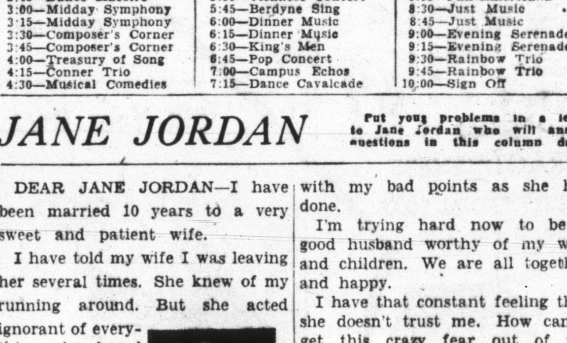 3:00—Midday Symphony
3:15—Midday Symphony
3:30—Composer's Corner
3:45—Composer's Corner
4:00—Treasury of Song
4:15—Conner Trio
4:30—Musical Comedies
5:45—Berdyne Sing
6:00—Dinner Music
6:15—Dinner Music
6:30—King's Men
6:45—Pop Concert
7:00—Campus Echos
7:15—Dance Cavalcade
8:30—Just Music
8:45—Just Music
9:00—Evening Serenade
9:15—Evening Serenade
9:30—Rainbow Trio
9:45—Rainbow Trio
10:00—Sign Off
JANE JORDAN
Put your problems in a
to Jane Jordan who will
questions in this column
DEAR JANE JORDAN—I have
been married 10 years to a very
sweet and patient wife.
I have told my wife I was leaving
her several times. She knew of my
running around. But she acted
ignorant of every-
with my bad points as she
done.
I'm trying hard now to be
good husband worthy of my
and children. We are all
and happy.
I have that constant feeling
she doesn't trust me. How can
get this crazy fear out of